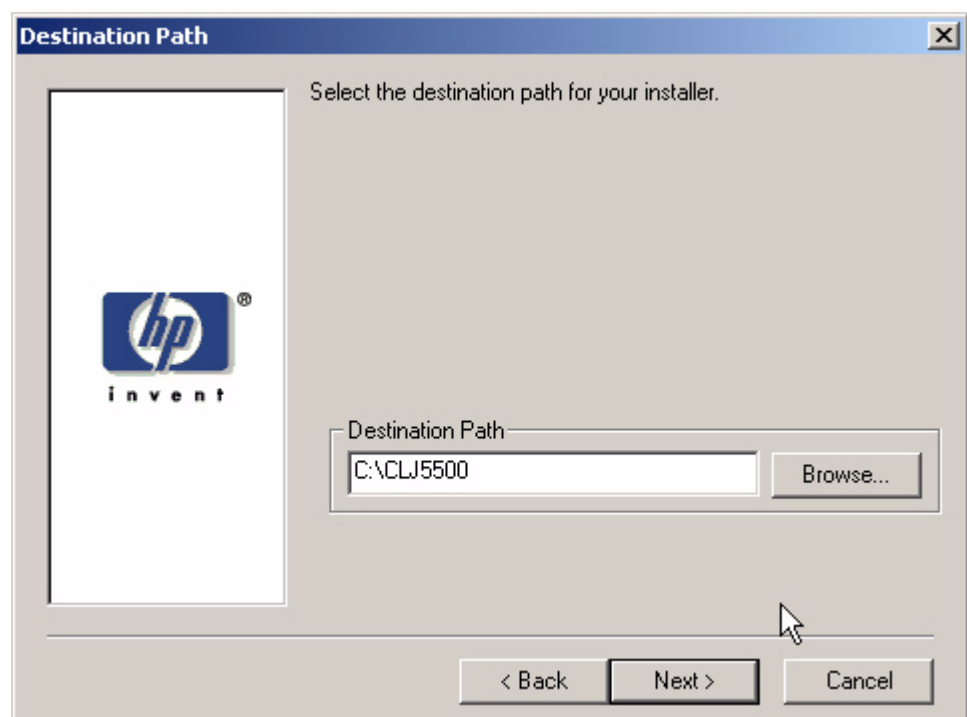 Destination Path
Select the destination path for your installer.
hp ®
invent
Destination Path
C:\CLJ5500
Browse...
< Back
Next >
Cancel